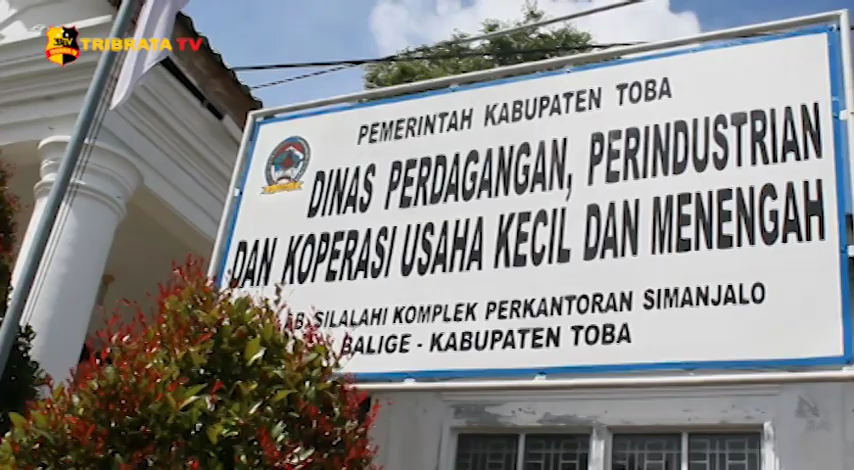 TRIBRATA TV
PEMERINTAH KABUPATEN TOBA
DINAS PERDAGANGAN, PERINDUSTRIAN
DAN KOPERASI USAHA KECIL DAN MENENGAH
SILALAHI KOMPLEK PERKANTORAN SIMANJALO
BALIGE - KABUPATEN TOBA